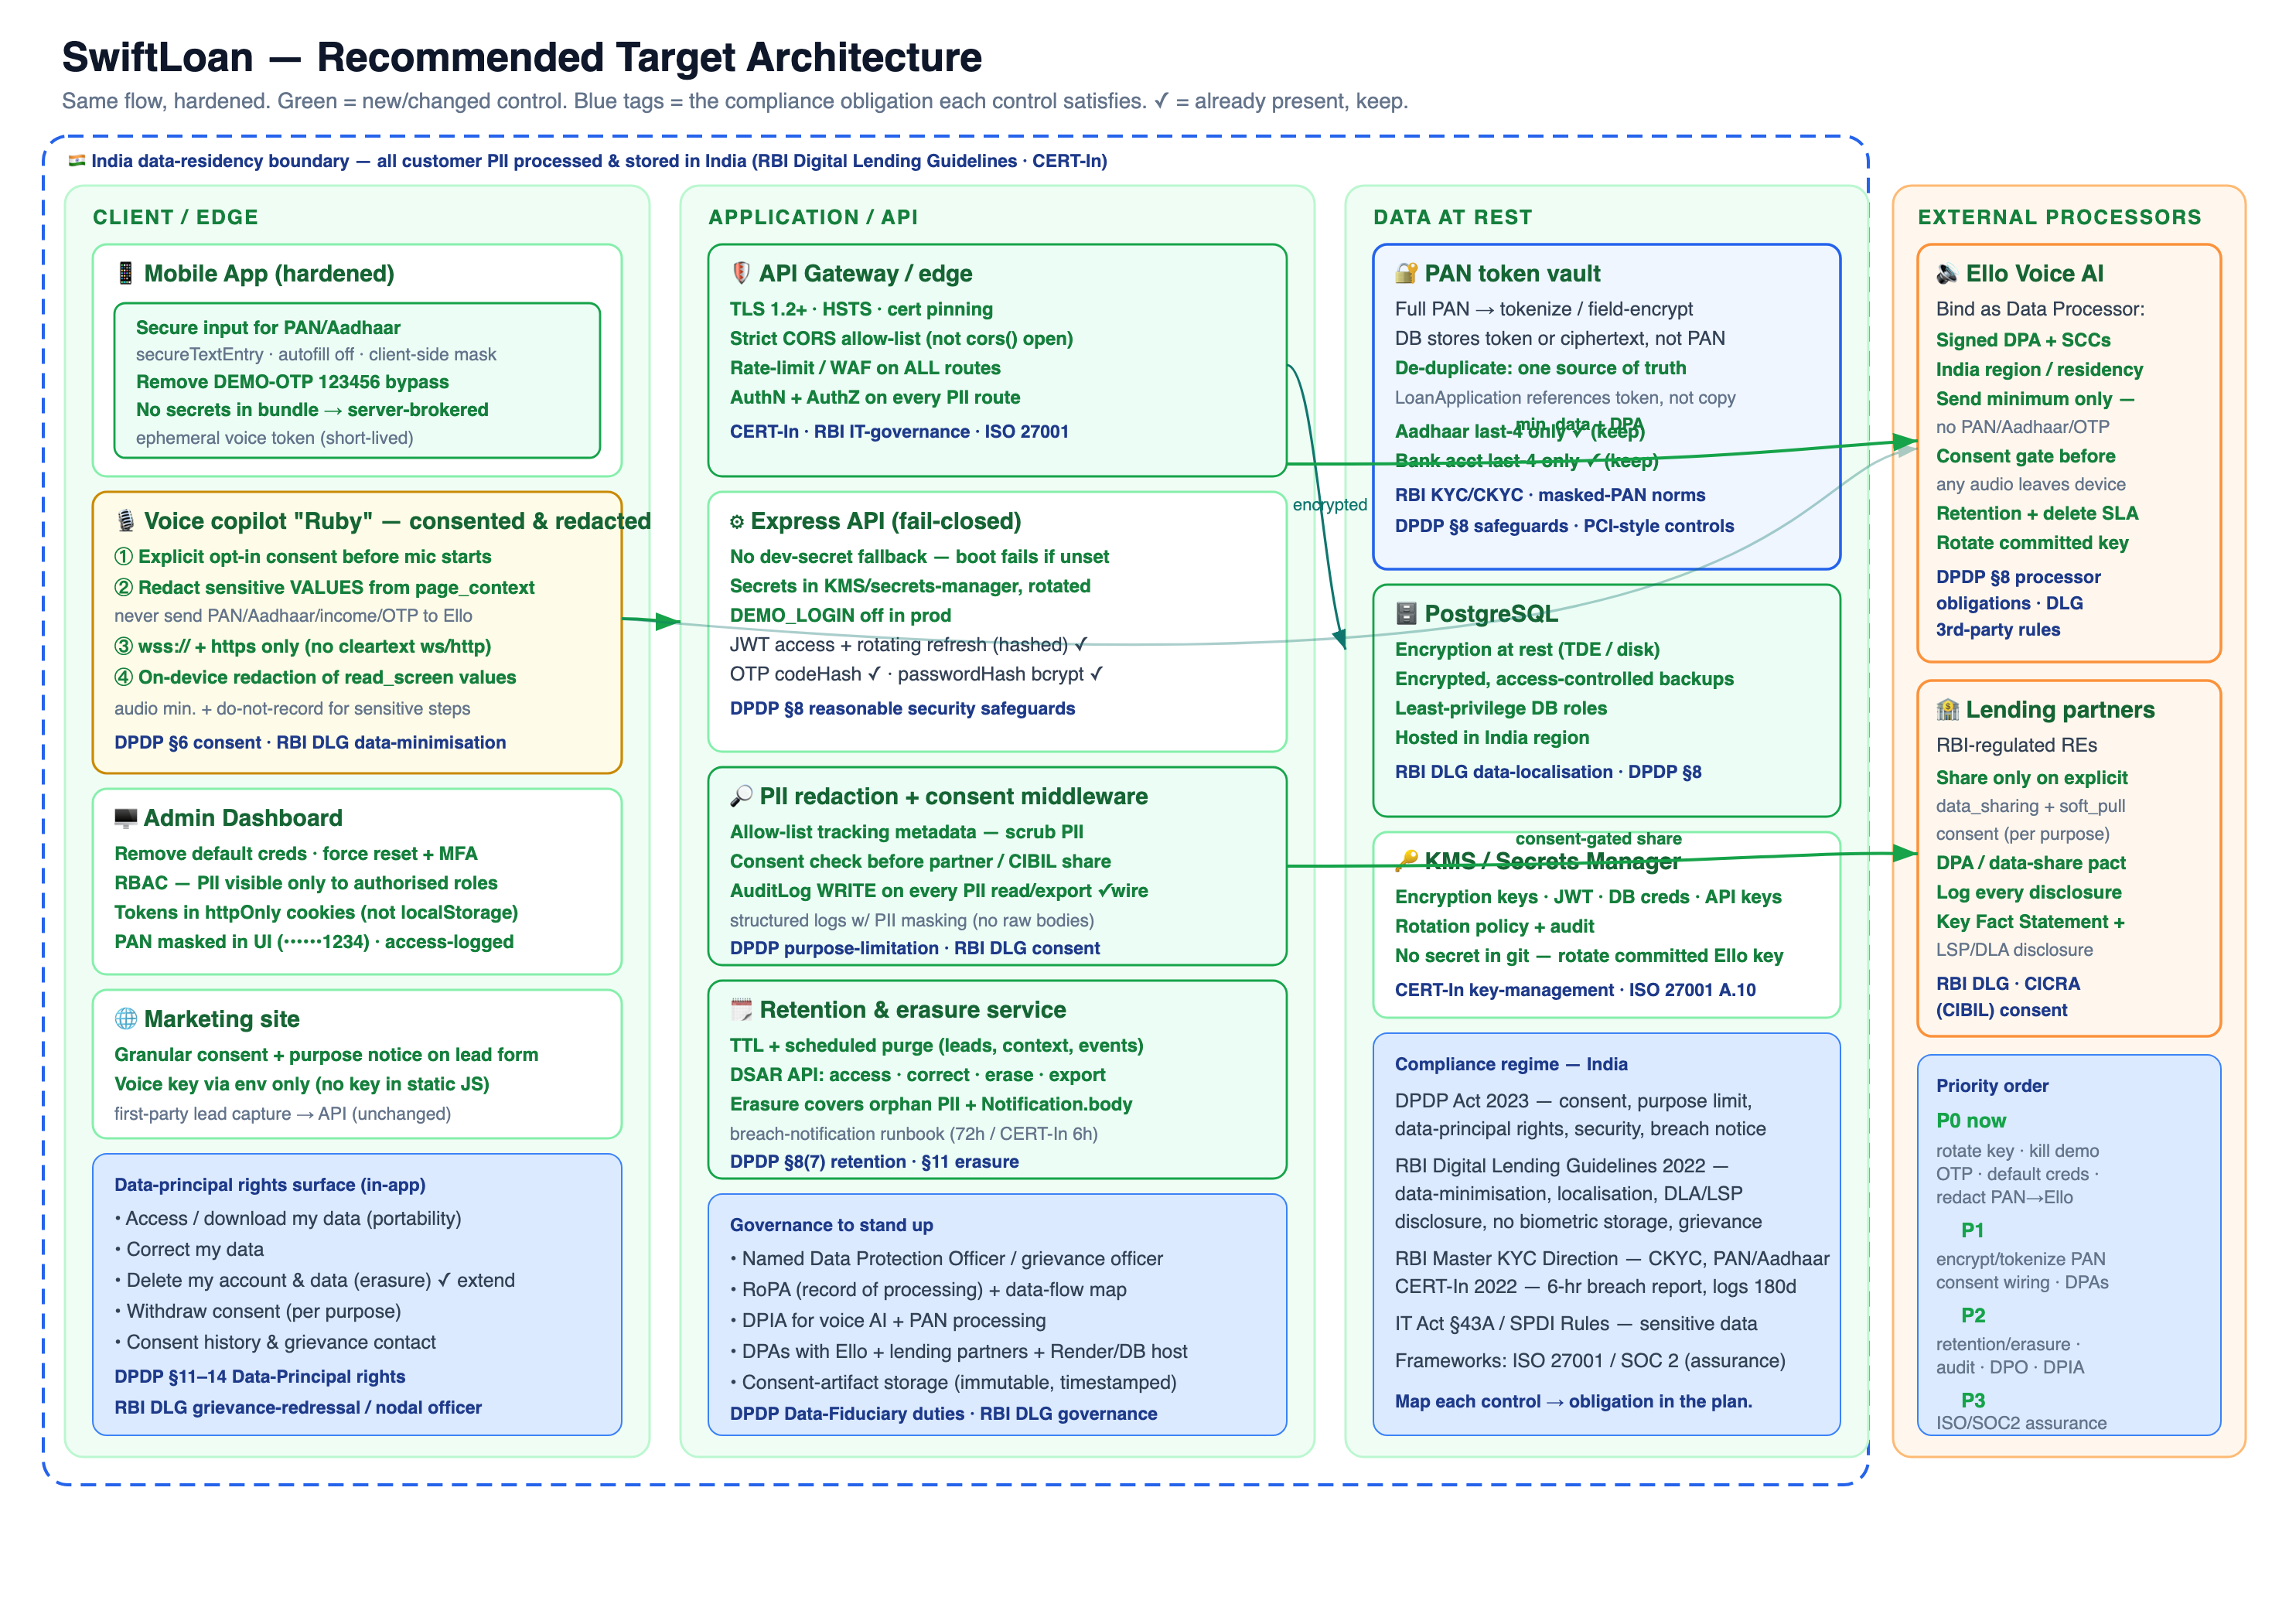 SwiftLoan — Recommended Target Architecture
Same flow, hardened. Green = new/changed control. Blue tags = the compliance obligation each control satisfies. ✓ = already present, keep.
🇮🇳 India data-residency boundary — all customer PII processed & stored in India (RBI Digital Lending Guidelines · CERT-In)
CLIENT / EDGE
📱 Mobile App (hardened)
Secure input for PAN/Aadhaar
secureTextEntry · autofill off · client-side mask
Remove DEMO-OTP 123456 bypass
No secrets in bundle → server-brokered
ephemeral voice token (short-lived)
🎙️ Voice copilot "Ruby" — consented & redacted
① Explicit opt-in consent before mic starts
② Redact sensitive VALUES from page_context
never send PAN/Aadhaar/income/OTP to Ello
③ wss:// + https only (no cleartext ws/http)
④ On-device redaction of read_screen values
audio min. + do-not-record for sensitive steps
DPDP §6 consent · RBI DLG data-minimisation
🖥️ Admin Dashboard
Remove default creds · force reset + MFA
RBAC — PII visible only to authorised roles
Tokens in httpOnly cookies (not localStorage)
PAN masked in UI (••••••1234) · access-logged
🌐 Marketing site
Granular consent + purpose notice on lead form
Voice key via env only (no key in static JS)
first-party lead capture → API (unchanged)
Data-principal rights surface (in-app)
• Access / download my data (portability)
• Correct my data
• Delete my account & data (erasure) ✓ extend
• Withdraw consent (per purpose)
• Consent history & grievance contact
DPDP §11–14 Data-Principal rights
RBI DLG grievance-redressal / nodal officer
APPLICATION / API
🛡️ API Gateway / edge
TLS 1.2+ · HSTS · cert pinning
Strict CORS allow-list (not cors() open)
Rate-limit / WAF on ALL routes
AuthN + AuthZ on every PII route
CERT-In · RBI IT-governance · ISO 27001
⚙ Express API (fail-closed)
No dev-secret fallback — boot fails if unset
Secrets in KMS/secrets-manager, rotated
DEMO_LOGIN off in prod
JWT access + rotating refresh (hashed) ✓
OTP codeHash ✓ · passwordHash bcrypt ✓
DPDP §8 reasonable security safeguards
🔎 PII redaction + consent middleware
Allow-list tracking metadata — scrub PII
Consent check before partner / CIBIL share
AuditLog WRITE on every PII read/export ✓wire
structured logs w/ PII masking (no raw bodies)
DPDP purpose-limitation · RBI DLG consent
🗓️ Retention & erasure service
TTL + scheduled purge (leads, context, events)
DSAR API: access · correct · erase · export
Erasure covers orphan PII + Notification.body
breach-notification runbook (72h / CERT-In 6h)
DPDP §8(7) retention · §11 erasure
Governance to stand up
• Named Data Protection Officer / grievance officer
• RoPA (record of processing) + data-flow map
• DPIA for voice AI + PAN processing
• DPAs with Ello + lending partners + Render/DB host
• Consent-artifact storage (immutable, timestamped)
DPDP Data-Fiduciary duties · RBI DLG governance
encrypted
DATA AT REST
🔐 PAN token vault
Full PAN → tokenize / field-encrypt
DB stores token or ciphertext, not PAN
De-duplicate: one source of truth
LoanApplication references token, not copy
min. data + DPA
Aadhaar last-4 only ✓ (keep)
Bank acct last-4 only ✓ (keep)
RBI KYC/CKYC · masked-PAN norms
DPDP §8 safeguards · PCI-style controls
🗄️ PostgreSQL
Encryption at rest (TDE / disk)
Encrypted, access-controlled backups
Least-privilege DB roles
Hosted in India region
RBI DLG data-localisation · DPDP §8
consent-gated share
🔑 KMS / Secrets Manager
Encryption keys · JWT · DB creds · API keys
Rotation policy + audit
No secret in git — rotate committed Ello key
CERT-In key-management · ISO 27001 A.10
Compliance regime — India
DPDP Act 2023 — consent, purpose limit,
data-principal rights, security, breach notice
RBI Digital Lending Guidelines 2022 —
data-minimisation, localisation, DLA/LSP
disclosure, no biometric storage, grievance
RBI Master KYC Direction — CKYC, PAN/Aadhaar
CERT-In 2022 — 6-hr breach report, logs 180d
IT Act §43A / SPDI Rules — sensitive data
Frameworks: ISO 27001 / SOC 2 (assurance)
Map each control → obligation in the plan.
EXTERNAL PROCESSORS
🔊 Ello Voice AI
Bind as Data Processor:
Signed DPA + SCCs
India region / residency
Send minimum only —
no PAN/Aadhaar/OTP
Consent gate before
any audio leaves device
Retention + delete SLA
Rotate committed key
DPDP §8 processor
obligations · DLG
3rd-party rules
🏦 Lending partners
RBI-regulated REs
Share only on explicit
data_sharing + soft_pull
consent (per purpose)
DPA / data-share pact
Log every disclosure
Key Fact Statement +
LSP/DLA disclosure
RBI DLG · CICRA
(CIBIL) consent
Priority order
P0 now
rotate key · kill demo
OTP · default creds ·
redact PAN→Ello
P1
encrypt/tokenize PAN
consent wiring · DPAs
P2
retention/erasure ·
audit · DPO · DPIA
P3
ISO/SOC2 assurance